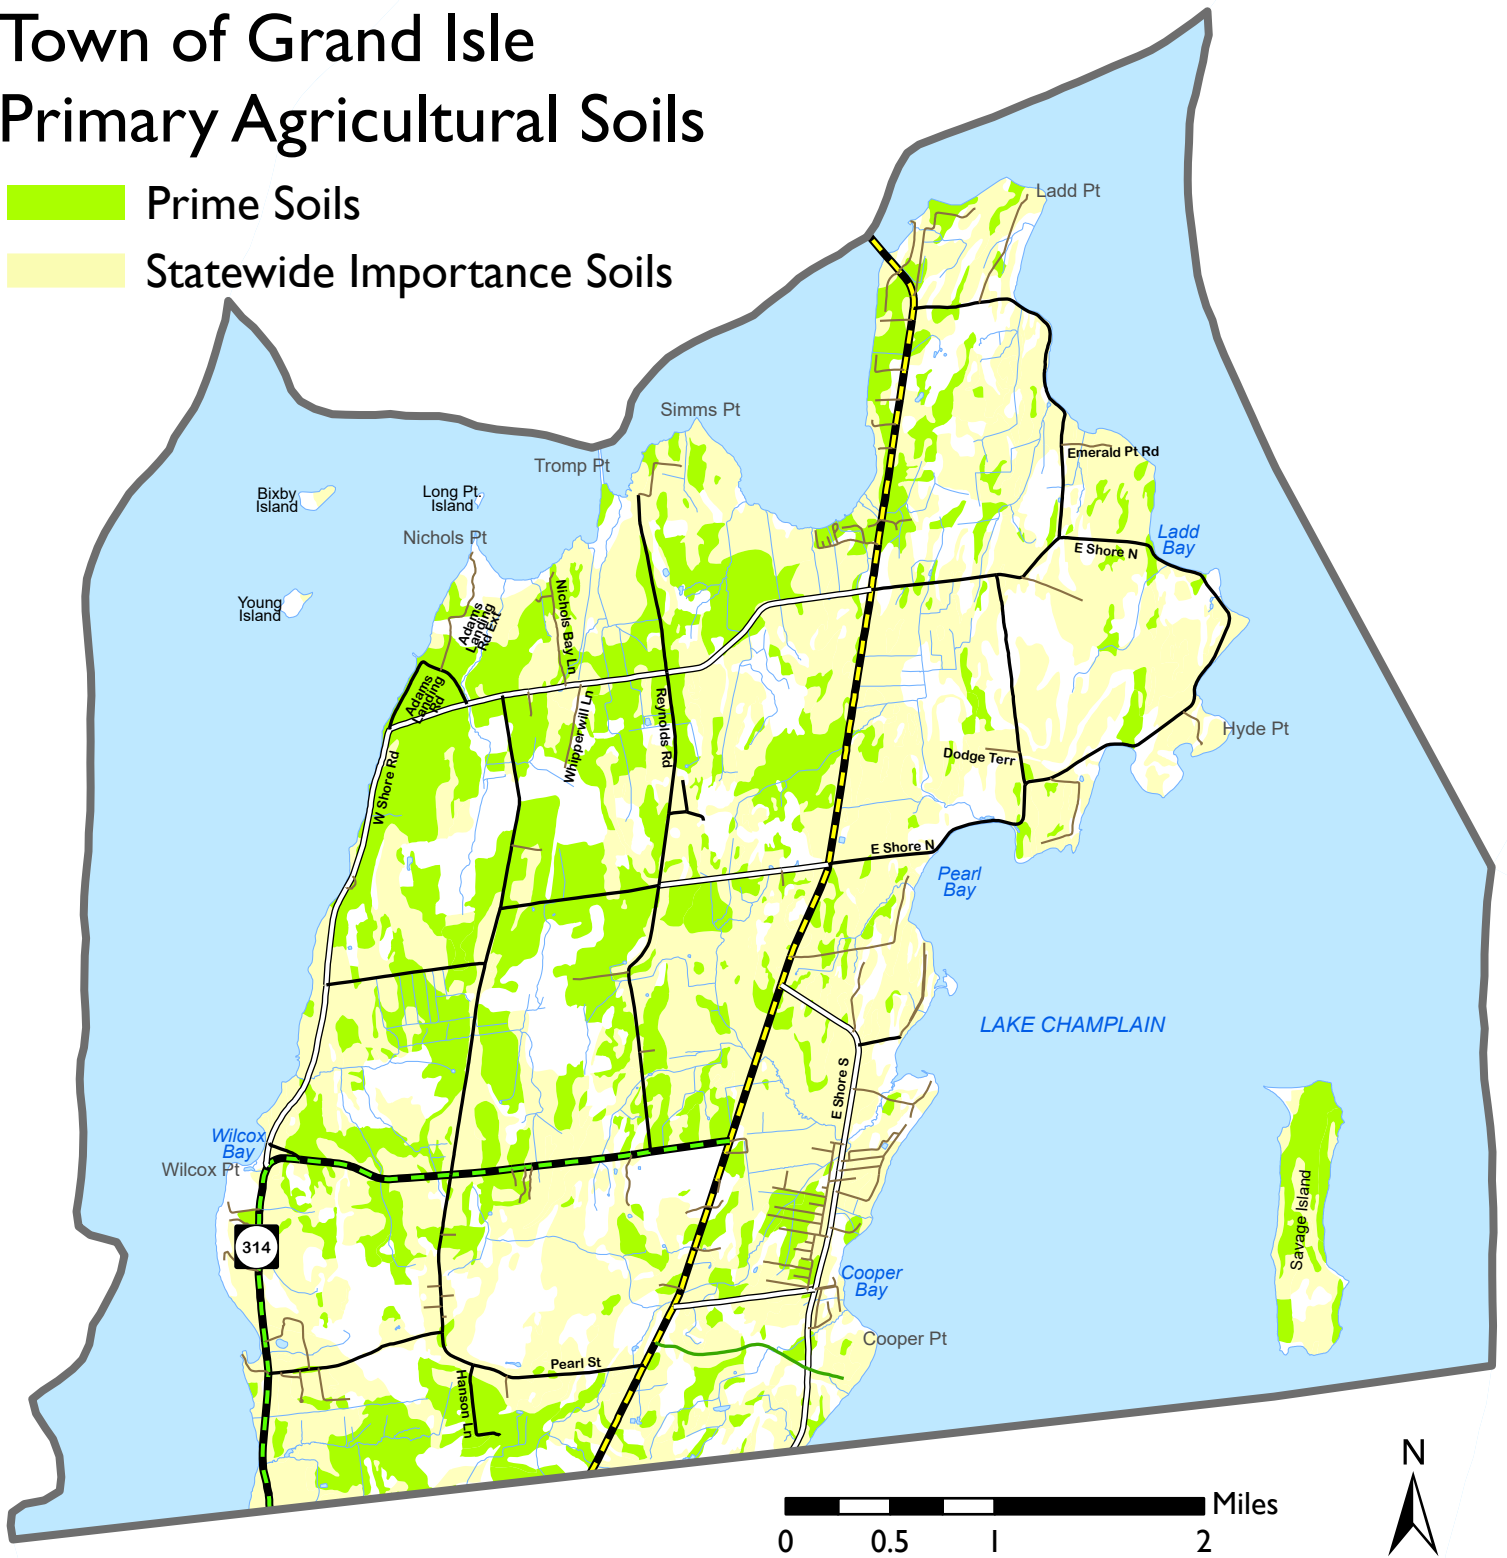 Town of Grand Isle
Primary Agricultural Soils
Prime Soils
Statewide Importance Soils
Ladd Pt
Simms Pt
Tromp Pt
Emerald Pt Rd
Bixby
Island
Long Pt.
Island
Nichols Pt
Ladd
Bay
E Shore N
Young
Island
Adams
Landing
Rd Ext
Nichols Bay Ln
Adams
Landing
Rd
Whipperwill Ln
Reynolds Rd
Hyde Pt
Dodge Terr
W Shore Rd
E Shore N
Pearl
Bay
LAKE CHAMPLAIN
E Shore S
Wilcox
Bay
Wilcox Pt
Savage Island
314
Cooper
Bay
Cooper Pt
Pearl St
Hanson Ln
N
Miles
0
0.5
1
2